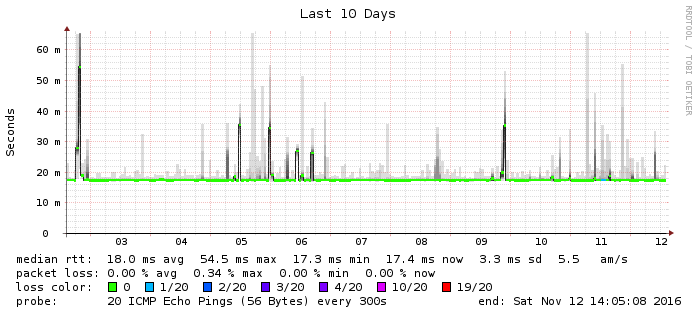 Last 10 Days
RRDTOOL / TOBI OETIKER
Seconds
60 m
50 m
40 m
30 m
20 m
10 m
0
03 04 05 06 07 08 09 10 11 12
median rtt: 18.0 ms avg 54.5 ms max 17.3 ms min 17.4 ms now 3.3 ms sd 5.5 am/s
packet loss: 0.00 % avg 0.34 % max 0.00 % min 0.00 % now
loss color: 0 1/20 2/20 3/20 4/20 10/20 19/20
probe: 20 ICMP Echo Pings (56 Bytes) every 300s end: Sat Nov 12 14:05:08 2016